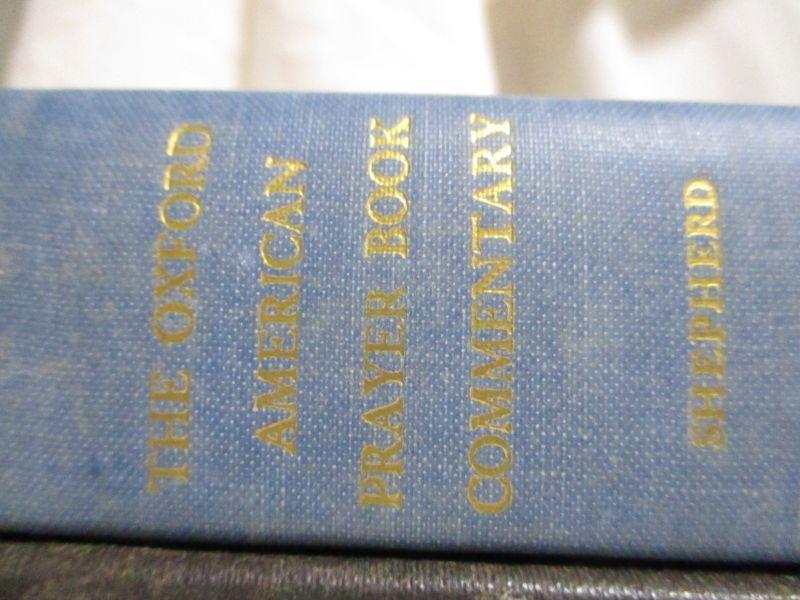 THE OXFORD
AMERICAN
PRAYER BOOK
COMMENTARY
SHEPHERD